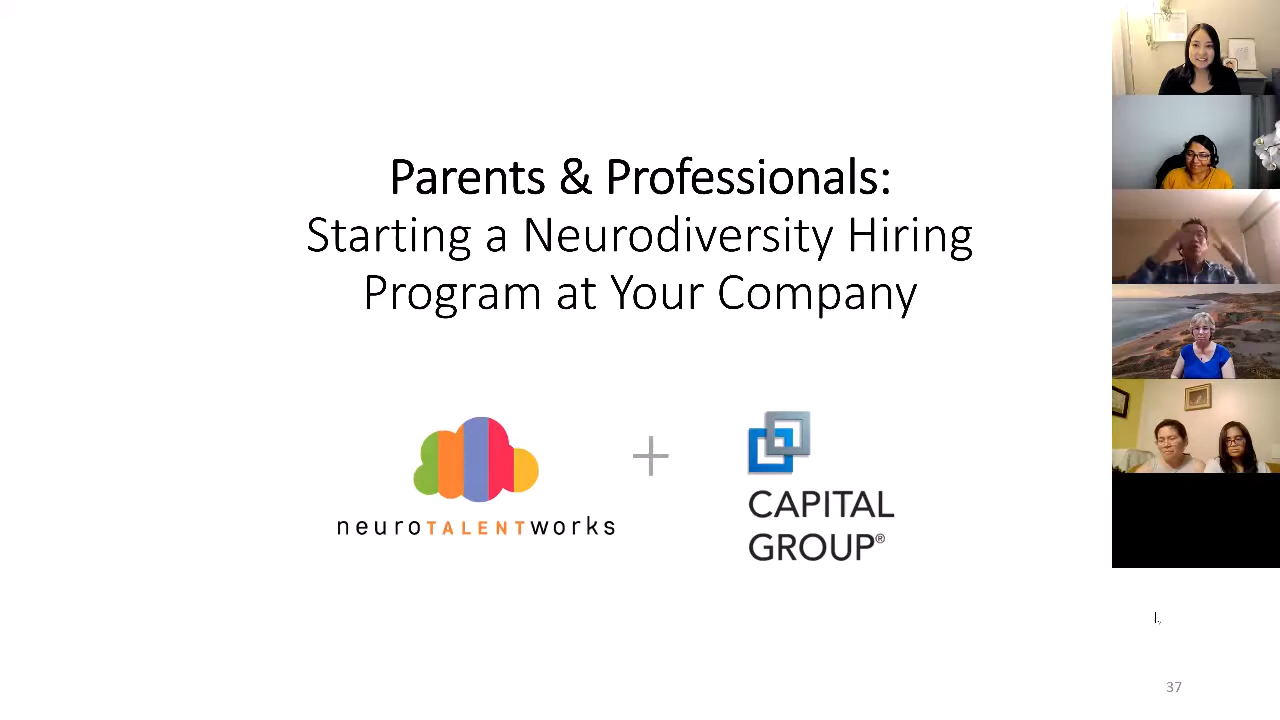 Parents & Professionals:
Starting a Neurodiversity Hiring
Program at Your Company
neuroTALENTworks
+
CAPITAL
GROUP®
37